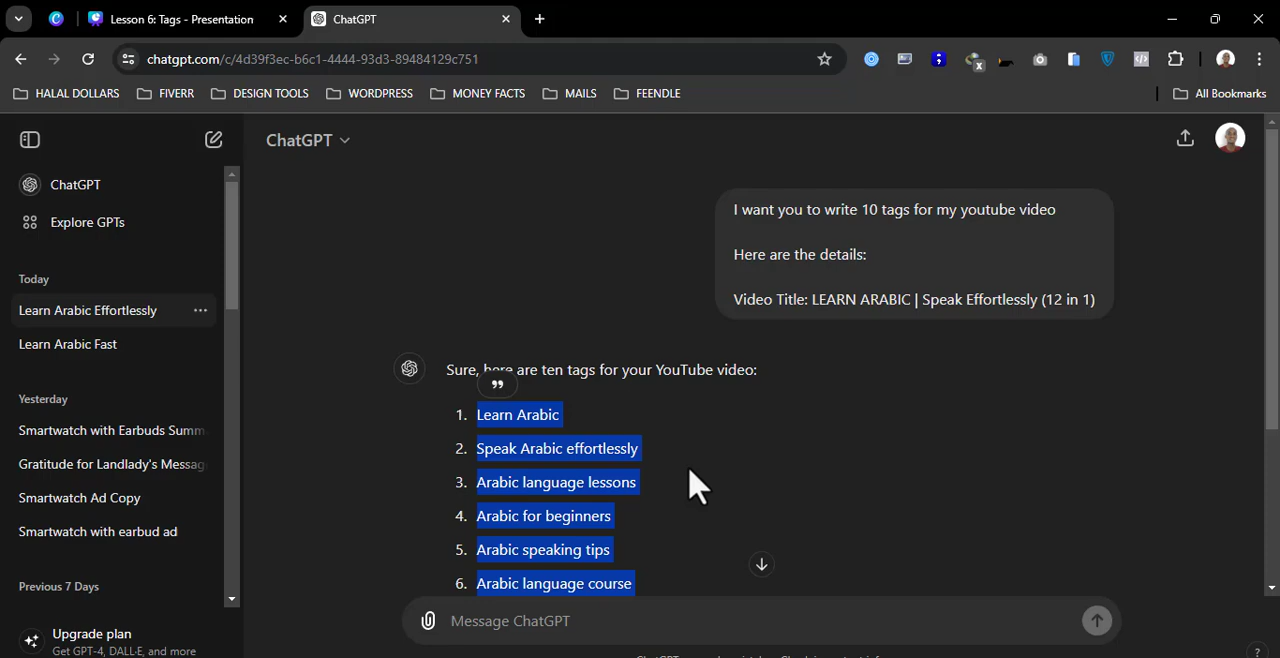 Lesson 6: Tags - Presentation
ChatGPT
chatgpt.com/c/4d39f3ec-b6c1-4444-93d3-89484129c751
HALAL DOLLARS
FIVERR
DESIGN TOOLS
WORDPRESS
MONEY FACTS
MAILS
FEENDLE
All Bookmarks
ChatGPT
ChatGPT
Explore GPTs
Today
Learn Arabic Effortlessly
Learn Arabic Fast
Yesterday
Smartwatch with Earbuds Summ
Gratitude for Landlady's Messag
Smartwatch Ad Copy
Smartwatch with earbud ad
Previous 7 Days
Upgrade plan
Get GPT-4, DALL·E, and more
I want you to write 10 tags for my youtube video
Here are the details:
Video Title: LEARN ARABIC | Speak Effortlessly (12 in 1)
Sure, here are ten tags for your YouTube video:
1. Learn Arabic
2. Speak Arabic effortlessly
3. Arabic language lessons
4. Arabic for beginners
5. Arabic speaking tips
6. Arabic language course
Message ChatGPT
?